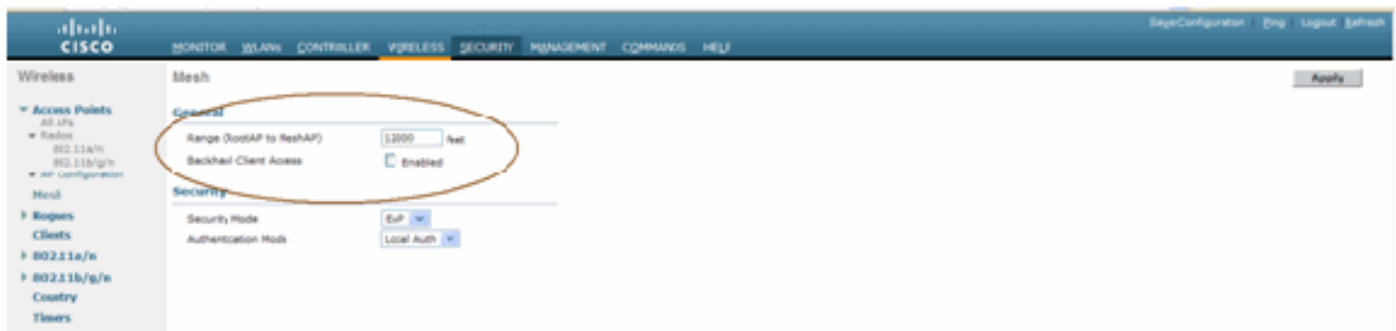 SaveConfiguration | Ping | Logout | Refresh
CISCO
MONITOR WLANs CONTROLLER WIRELESS SECURITY MANAGEMENT COMMANDS HELP
Wireless
Mesh
Apply
Access Points
All APs
Radios
802.11a/n
802.11b/g/n
AP Configuration
Mesh
Rogues
Clients
802.11a/n
802.11b/g/n
Country
Timers
General
Range (RootAP to MeshAP) 12000 feet
Backhaul Client Access Enabled
Security
Security Mode EAP
Authentication Mode Local Auth